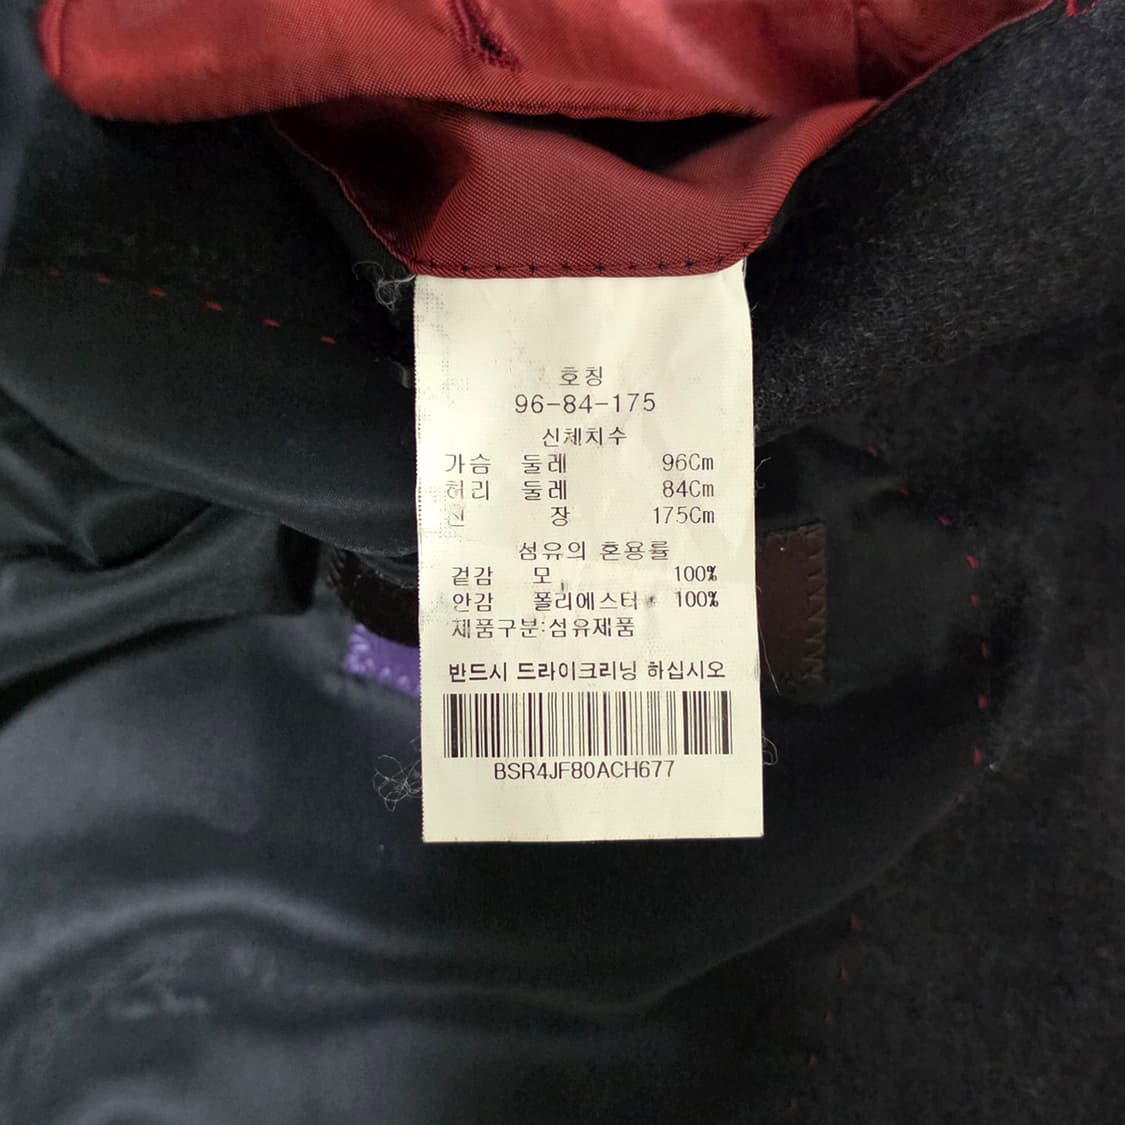 호칭
96-84-175
신체치수
가슴 둘레 96Cm
허리 둘레 84Cm
신 장 175Cm
섬유의 혼용률
겉감 모 100%
안감 폴리에스터 100%
제품구분:섬유제품
반드시 드라이크리닝 하십시오
BSR4JF80ACH677